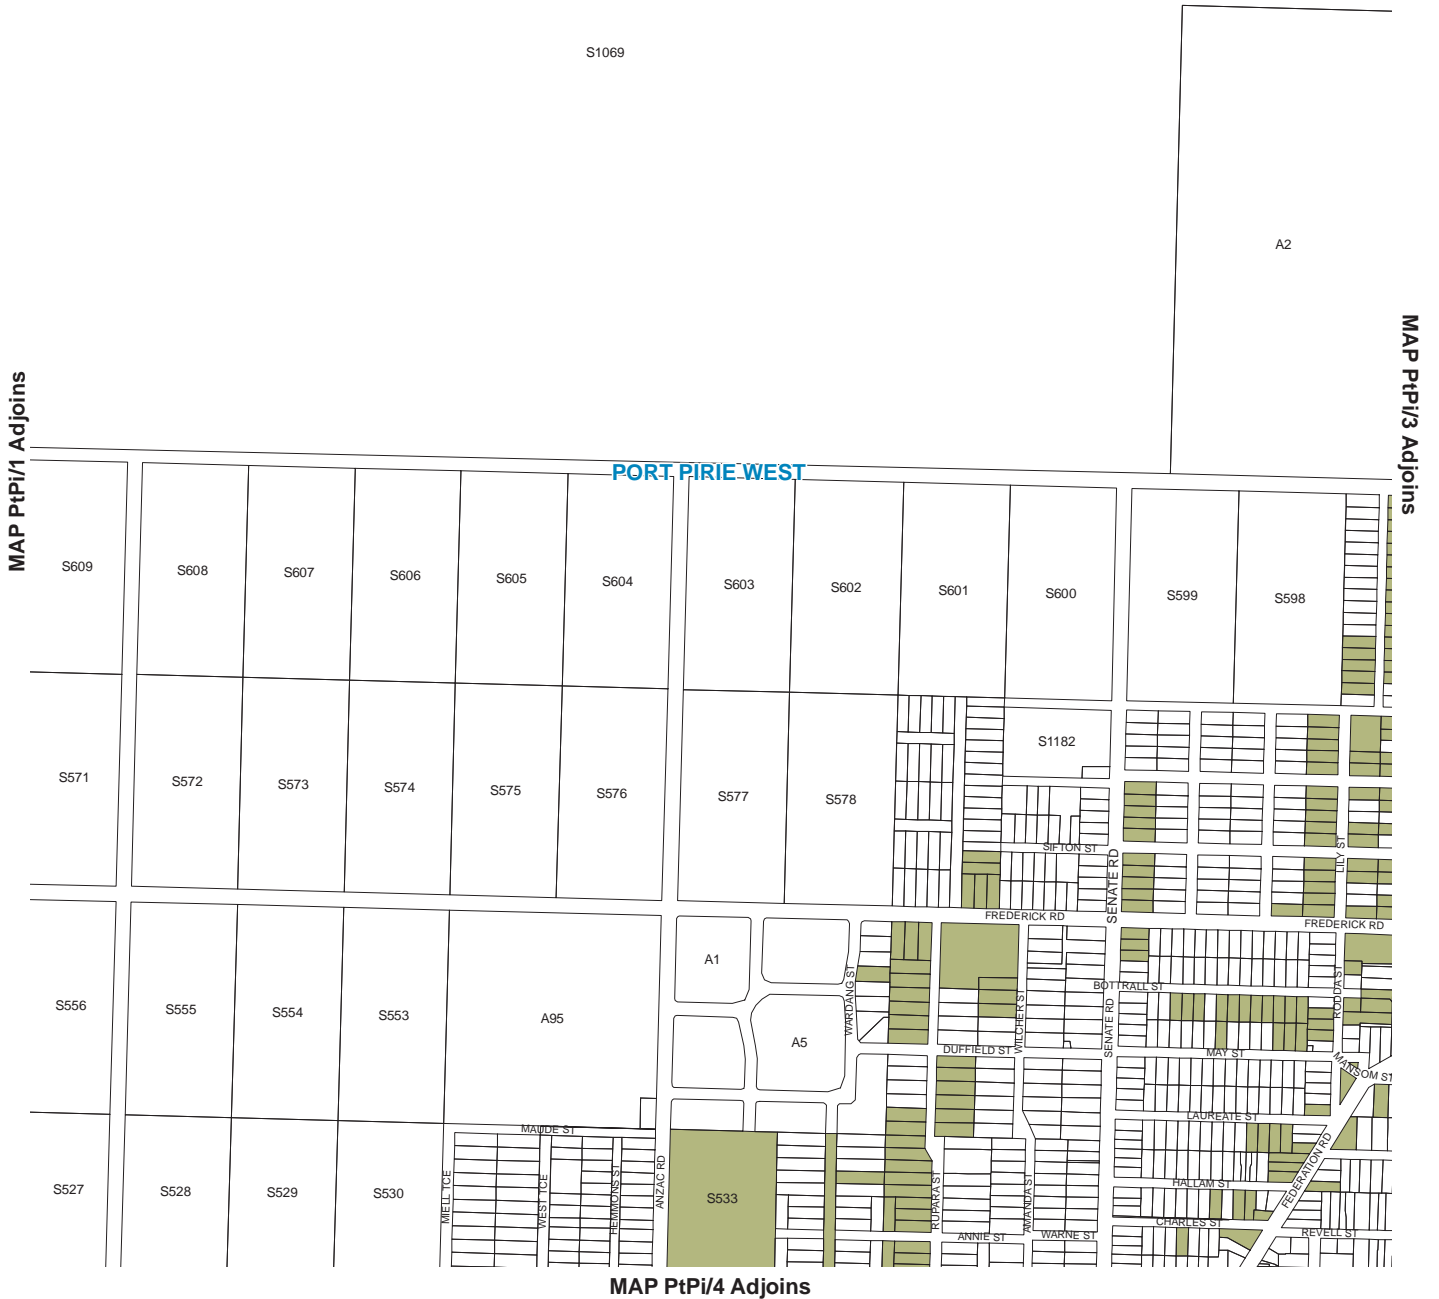 S1069
A2
MAP PtPi/1 Adjoins
MAP PtPi/3 Adjoins
PORT PIRIE WEST
S609
S608
S607
S606
S605
S604
S603
S602
S601
S600
S599
S598
S571
S572
S573
S574
S575
S576
S577
S578
S1182
SIFTON ST
SENATE RD
LILY ST
FREDERICK RD
FREDERICK RD
S556
S555
S554
S553
A95
A1
A5
WARDANG ST
WILCHER ST
DUFFIELD ST
BOTTRALL ST
SENATE RD
RODDA ST
MAY ST
MANSOM ST
LAUREATE ST
FEDERATION RD
HALLAM ST
CHARLES ST
REVELL ST
MAUDE ST
S527
S528
S529
S530
MIELL TCE
WEST TCE
HEMMONS ST
ANZAC RD
S533
RUPARA ST
AMANDA ST
ANNIE ST
WARNE ST
MAP PtPi/4 Adjoins